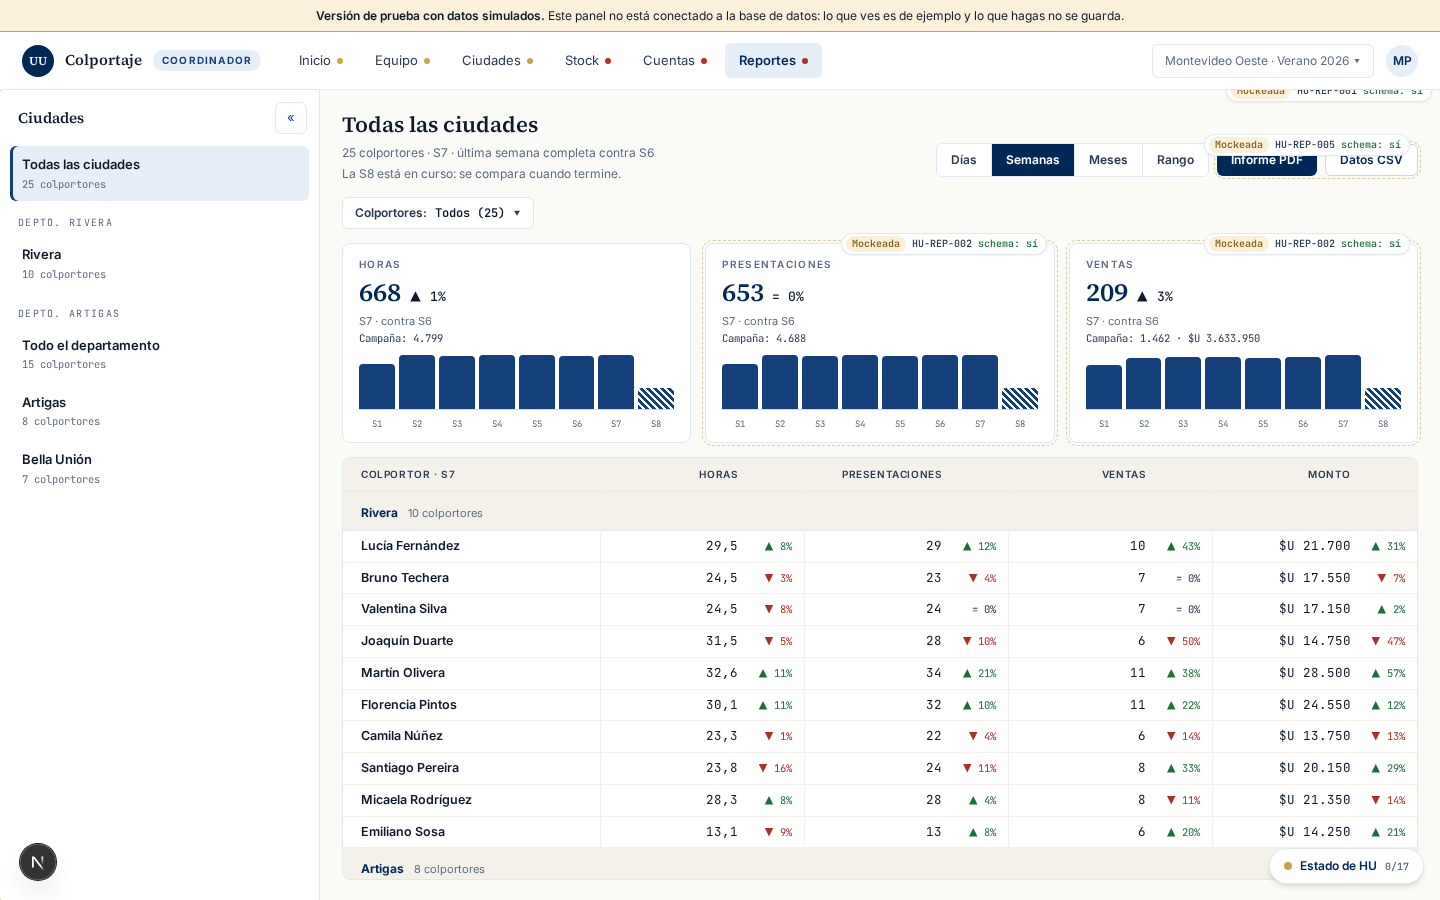 Versión de prueba con datos simulados. Este panel no está conectado a la base de datos: lo que ves es de ejemplo y lo que hagas no se guarda.
UU Colportaje COORDINADOR Inicio Equipo Ciudades Stock Cuentas Reportes Montevideo Oeste · Verano 2026 ▾ MP
Mockeada HU-REP-001 schema: sí
Ciudades «
Todas las ciudades
25 colportores
DEPTO. RIVERA
Rivera
10 colportores
DEPTO. ARTIGAS
Todo el departamento
15 colportores
Artigas
8 colportores
Bella Unión
7 colportores
Todas las ciudades
25 colportores · S7 · última semana completa contra S6
La S8 está en curso: se compara cuando termine.
Días Semanas Meses Rango
Mockeada HU-REP-005 schema: sí
Informe PDF Datos CSV
Colportores: Todos (25) ▾
HORAS
668 ▲ 1%
S7 · contra S6
Campaña: 4.799
S1 S2 S3 S4 S5 S6 S7 S8
Mockeada HU-REP-002 schema: sí
PRESENTACIONES
653 = 0%
S7 · contra S6
Campaña: 4.688
S1 S2 S3 S4 S5 S6 S7 S8
Mockeada HU-REP-002 schema: sí
VENTAS
209 ▲ 3%
S7 · contra S6
Campaña: 1.462 · $U 3.633.950
S1 S2 S3 S4 S5 S6 S7 S8
COLPORTOR · S7 HORAS PRESENTACIONES VENTAS MONTO
Rivera 10 colportores
Lucía Fernández 29,5 ▲ 8% 29 ▲ 12% 10 ▲ 43% $U 21.700 ▲ 31%
Bruno Techera 24,5 ▼ 3% 23 ▼ 4% 7 = 0% $U 17.550 ▼ 7%
Valentina Silva 24,5 ▼ 8% 24 = 0% 7 = 0% $U 17.150 ▲ 2%
Joaquín Duarte 31,5 ▼ 5% 28 ▼ 10% 6 ▼ 50% $U 14.750 ▼ 47%
Martín Olivera 32,6 ▲ 11% 34 ▲ 21% 11 ▲ 38% $U 28.500 ▲ 57%
Florencia Pintos 30,1 ▲ 11% 32 ▲ 10% 11 ▲ 22% $U 24.550 ▲ 12%
Camila Núñez 23,3 ▼ 1% 22 ▼ 4% 6 ▼ 14% $U 13.750 ▼ 13%
Santiago Pereira 23,8 ▼ 16% 24 ▼ 11% 8 ▲ 33% $U 20.150 ▲ 29%
Micaela Rodríguez 28,3 ▲ 8% 28 ▲ 4% 8 ▼ 11% $U 21.350 ▼ 14%
Emiliano Sosa 13,1 ▼ 9% 13 ▲ 8% 6 ▲ 20% $U 14.250 ▲ 21%
Artigas 8 colportores
N
Estado de HU 0/17